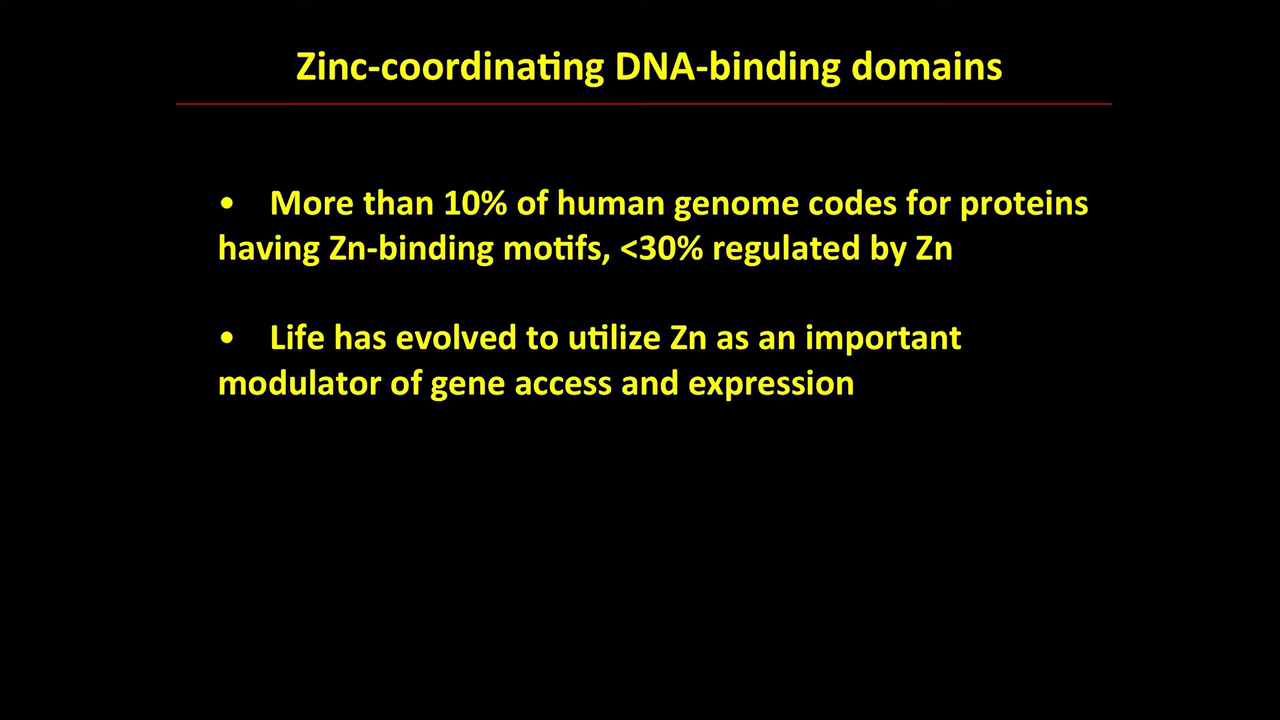 Zinc-coordinating DNA-binding domains
• More than 10% of human genome codes for proteins
having Zn-binding motifs, <30% regulated by Zn
• Life has evolved to utilize Zn as an important
modulator of gene access and expression